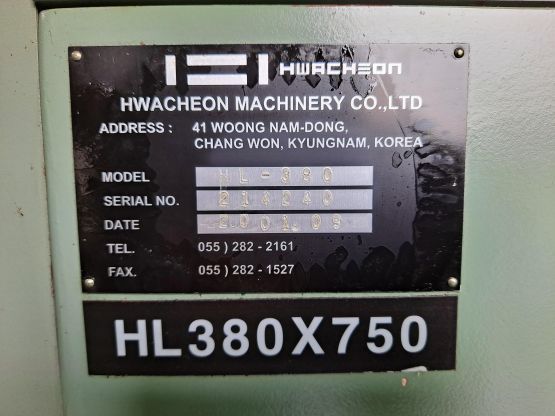 HWACHEON
HWACHEON MACHINERY CO.,LTD
ADDRESS : 41 WOONG NAM-DONG,
CHANG WON, KYUNGNAM, KOREA
MODEL HL-380
SERIAL NO. 214240
DATE 2001.09
TEL. 055 ) 282 - 2161
FAX. 055 ) 282 - 1527
HL380X750